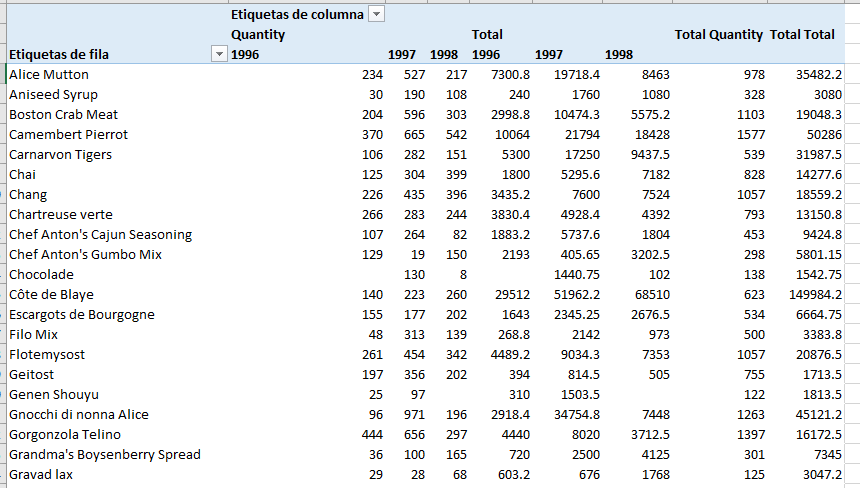 Etiquetas de columna
Quantity Total Total Quantity Total Total
Etiquetas de fila 1996 1997 1998 1996 1997 1998
Alice Mutton 234 527 217 7300.8 19718.4 8463 978 35482.2
Aniseed Syrup 30 190 108 240 1760 1080 328 3080
Boston Crab Meat 204 596 303 2998.8 10474.3 5575.2 1103 19048.3
Camembert Pierrot 370 665 542 10064 21794 18428 1577 50286
Carnarvon Tigers 106 282 151 5300 17250 9437.5 539 31987.5
Chai 125 304 399 1800 5295.6 7182 828 14277.6
Chang 226 435 396 3435.2 7600 7524 1057 18559.2
Chartreuse verte 266 283 244 3830.4 4928.4 4392 793 13150.8
Chef Anton's Cajun Seasoning 107 264 82 1883.2 5737.6 1804 453 9424.8
Chef Anton's Gumbo Mix 129 19 150 2193 405.65 3202.5 298 5801.15
Chocolade 130 8 1440.75 102 138 1542.75
Côte de Blaye 140 223 260 29512 51962.2 68510 623 149984.2
Escargots de Bourgogne 155 177 202 1643 2345.25 2676.5 534 6664.75
Filo Mix 48 313 139 268.8 2142 973 500 3383.8
Flotemysost 261 454 342 4489.2 9034.3 7353 1057 20876.5
Geitost 197 356 202 394 814.5 505 755 1713.5
Genen Shouyu 25 97 310 1503.5 122 1813.5
Gnocchi di nonna Alice 96 971 196 2918.4 34754.8 7448 1263 45121.2
Gorgonzola Telino 444 656 297 4440 8020 3712.5 1397 16172.5
Grandma's Boysenberry Spread 36 100 165 720 2500 4125 301 7345
Gravad lax 29 28 68 603.2 676 1768 125 3047.2